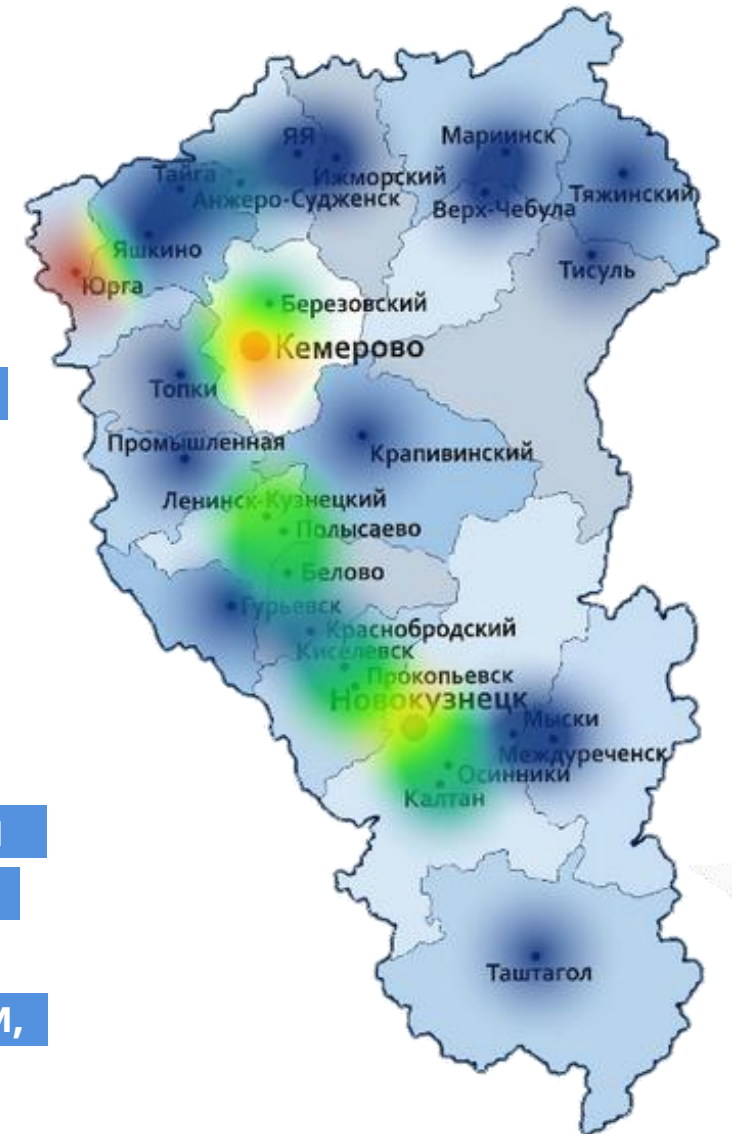 ЯЯ
Мариинск
Тайга
Ижморский
Анжеро-Судженск
Верх-Чебула
Тяжинский
Яшкино
Тисуль
Юрга
Березовский
Кемерово
Топки
Промышленная
Крапивинский
Ленинск-Кузнецкий
Полысаево
Белово
Гурьевск
Краснобродский
Киселевск
Прокопьевск
Новокузнецк
Мыски
Междуреченск
Осинники
Калтан
Таштагол